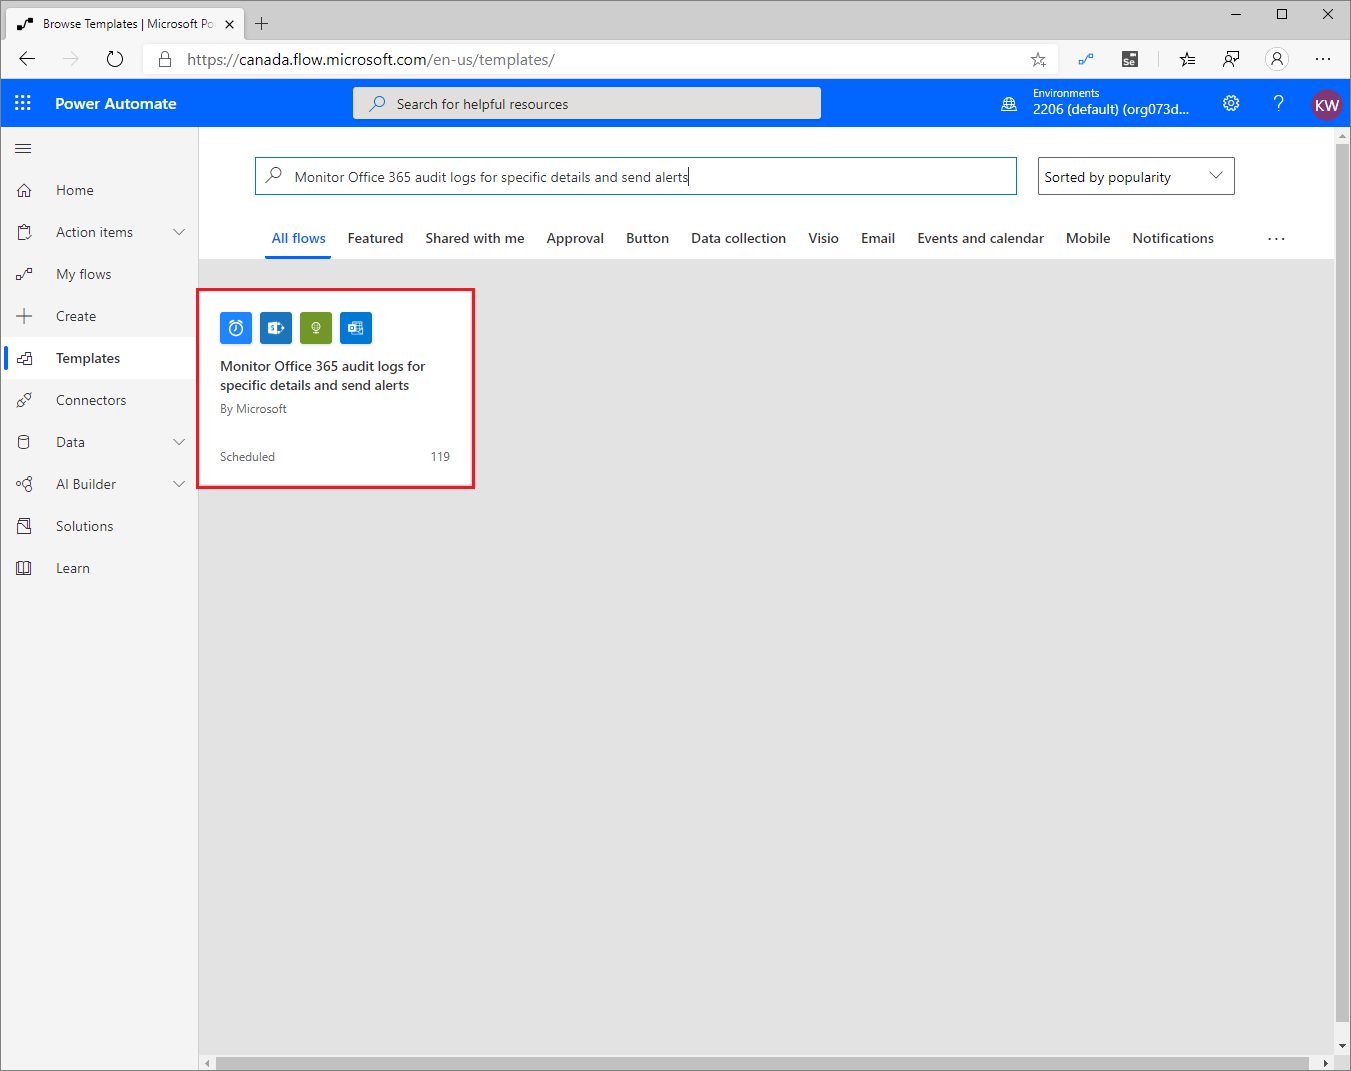 Browse Templates | Microsoft Po
https://canada.flow.microsoft.com/en-us/templates/
Se
Power Automate
Search for helpful resources
Environments
2206 (default) (org073d...
?
KW
Home
Action items
My flows
Create
Templates
Connectors
Data
AI Builder
Solutions
Learn
Monitor Office 365 audit logs for specific details and send alerts
Sorted by popularity
All flows
Featured
Shared with me
Approval
Button
Data collection
Visio
Email
Events and calendar
Mobile
Notifications
Monitor Office 365 audit logs for
specific details and send alerts
By Microsoft
Scheduled
119